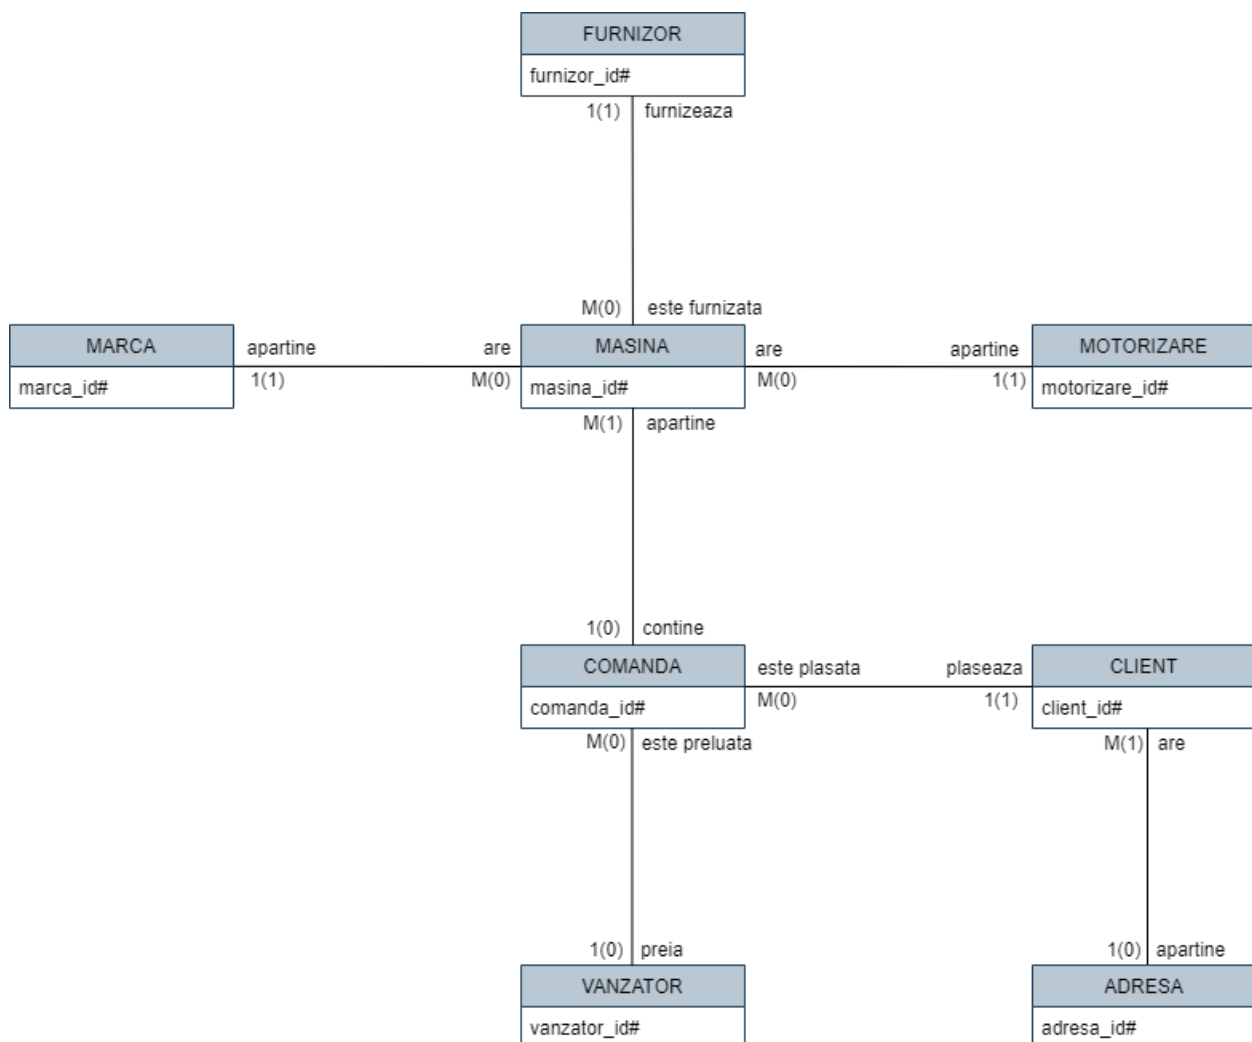 FURNIZOR
furnizor_id#
1(1) furnizeaza
M(0) este furnizata
MARCA apartine are MASINA are apartine MOTORIZARE
marca_id# 1(1) M(0) masina_id# M(0) 1(1) motorizare_id#
M(1) apartine
1(0) contine
COMANDA este plasata plaseaza CLIENT
comanda_id# M(0) 1(1) client_id#
M(0) este preluata M(1) are
1(0) preia 1(0) apartine
VANZATOR ADRESA
vanzator_id# adresa_id#